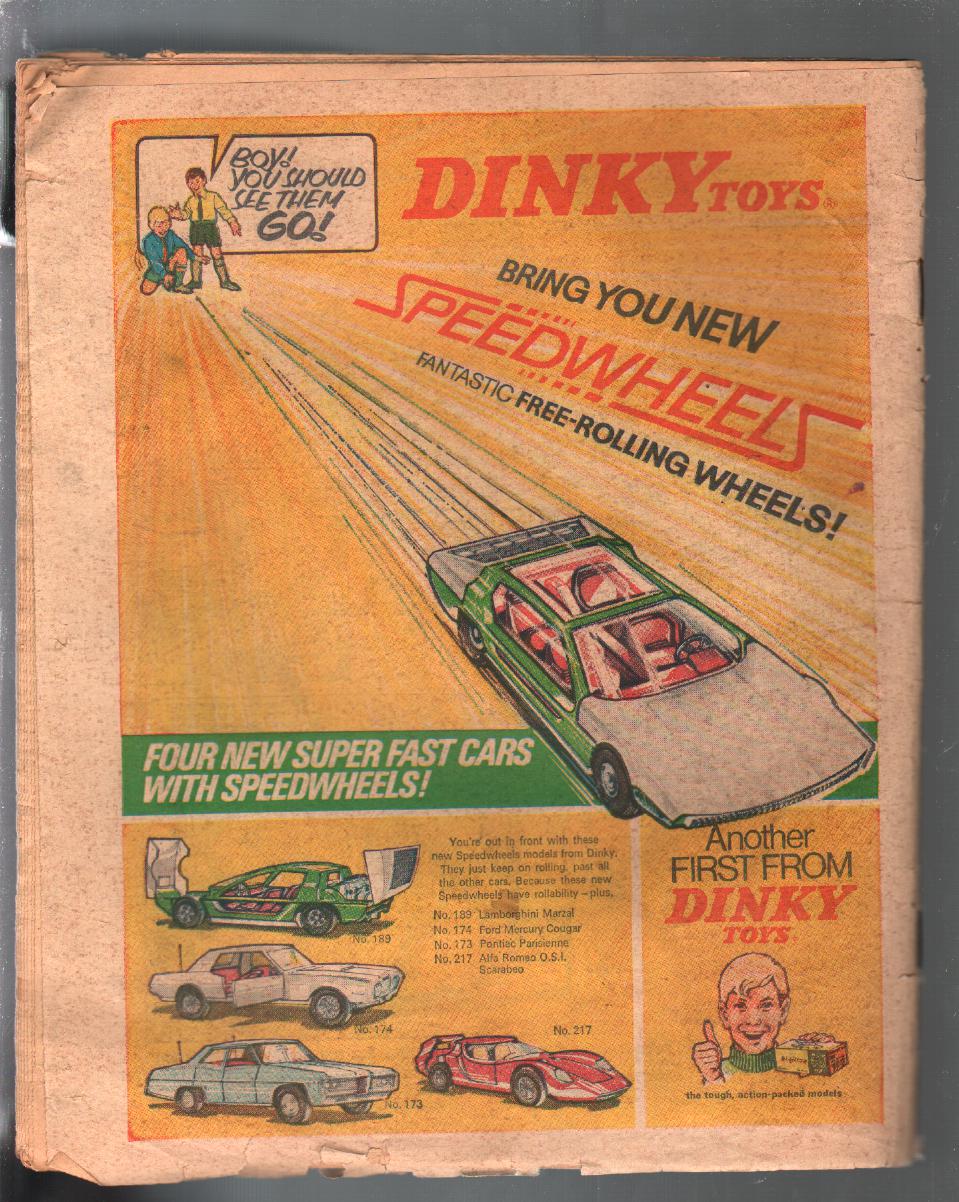 BOY!
YOU SHOULD
SEE THEM
GO!
DINKY TOYS®
BRING YOU NEW
SPEEDWHEELS
FANTASTIC FREE-ROLLING WHEELS!
FOUR NEW SUPER FAST CARS
WITH SPEEDWHEELS!
You're out in front with these
new Speedwheels models from Dinky.
They just keep on rolling, past all
the other cars. Because these new
Speedwheels have rollability-plus.
No. 189 Lamborghini Marzal
No. 174 Ford Mercury Cougar
No. 173 Pontiac Parisienne
No. 217 Alfa Romeo O.S.I.
Scarabeo
No. 189
No. 174
No. 217
No. 173
Another
FIRST FROM
DINKY
TOYS
the tough, action-packed models